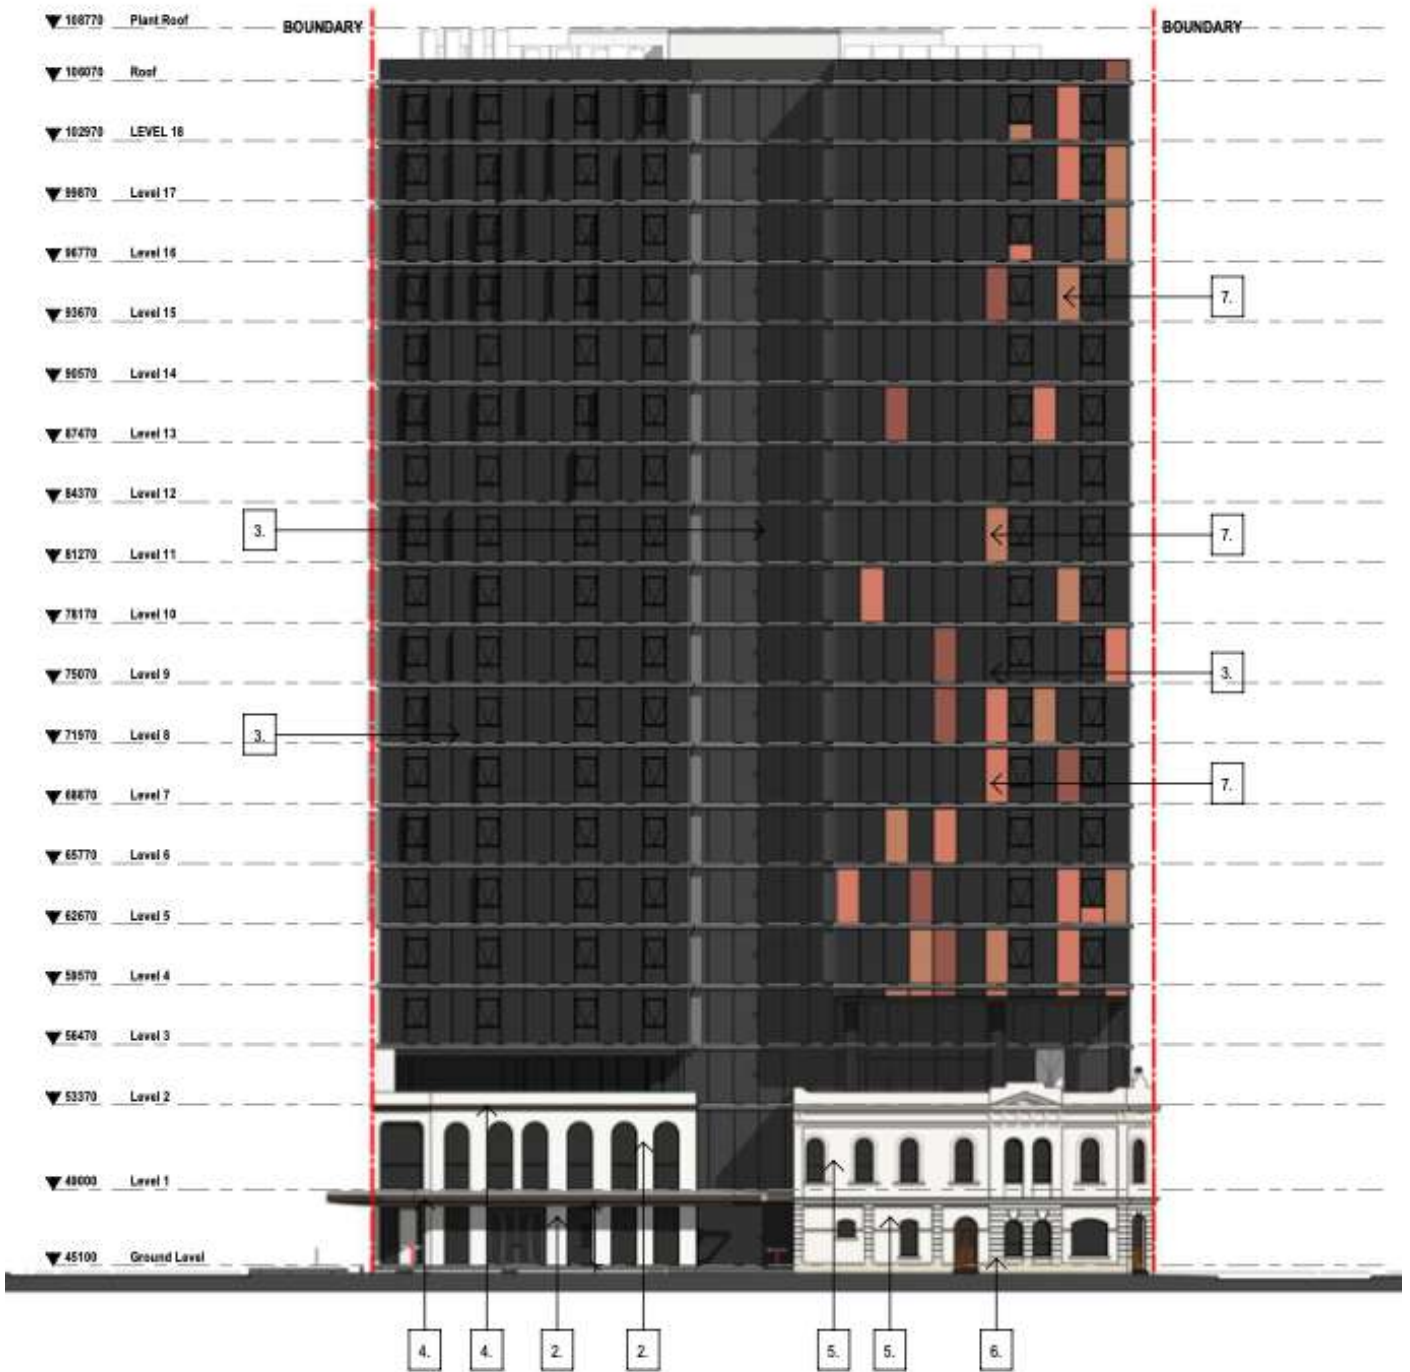 108770 Plant Roof
BOUNDARY
BOUNDARY
106070 Roof
102970 LEVEL 18
99870 Level 17
96770 Level 16
7.
93670 Level 15
90570 Level 14
87470 Level 13
84370 Level 12
3.
7.
81270 Level 11
78170 Level 10
75070 Level 9
3.
71970 Level 8
3.
7.
68870 Level 7
65770 Level 6
62670 Level 5
59570 Level 4
56470 Level 3
53370 Level 2
49000 Level 1
45100 Ground Level
4.
4.
2.
2.
5.
5.
6.